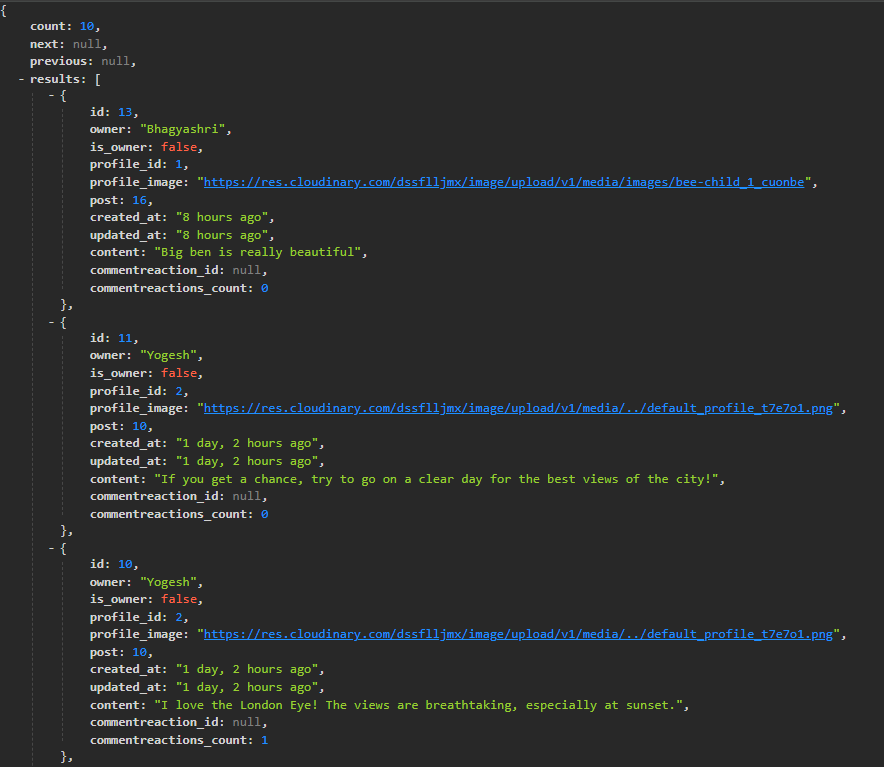 {
count: 10,
next: null,
previous: null,
- results: [
- {
id: 13,
owner: "Bhagyashri",
is_owner: false,
profile_id: 1,
profile_image: "https://res.cloudinary.com/dssflljmx/image/upload/v1/media/images/bee-child_1_cuonbe",
post: 16,
created_at: "8 hours ago",
updated_at: "8 hours ago",
content: "Big ben is really beautiful",
commentreaction_id: null,
commentreactions_count: 0
},
- {
id: 11,
owner: "Yogesh",
is_owner: false,
profile_id: 2,
profile_image: "https://res.cloudinary.com/dssflljmx/image/upload/v1/media/../default_profile_t7e7o1.png",
post: 10,
created_at: "1 day, 2 hours ago",
updated_at: "1 day, 2 hours ago",
content: "If you get a chance, try to go on a clear day for the best views of the city!",
commentreaction_id: null,
commentreactions_count: 0
},
- {
id: 10,
owner: "Yogesh",
is_owner: false,
profile_id: 2,
profile_image: "https://res.cloudinary.com/dssflljmx/image/upload/v1/media/../default_profile_t7e7o1.png",
post: 10,
created_at: "1 day, 2 hours ago",
updated_at: "1 day, 2 hours ago",
content: "I love the London Eye! The views are breathtaking, especially at sunset.",
commentreaction_id: null,
commentreactions_count: 1
},